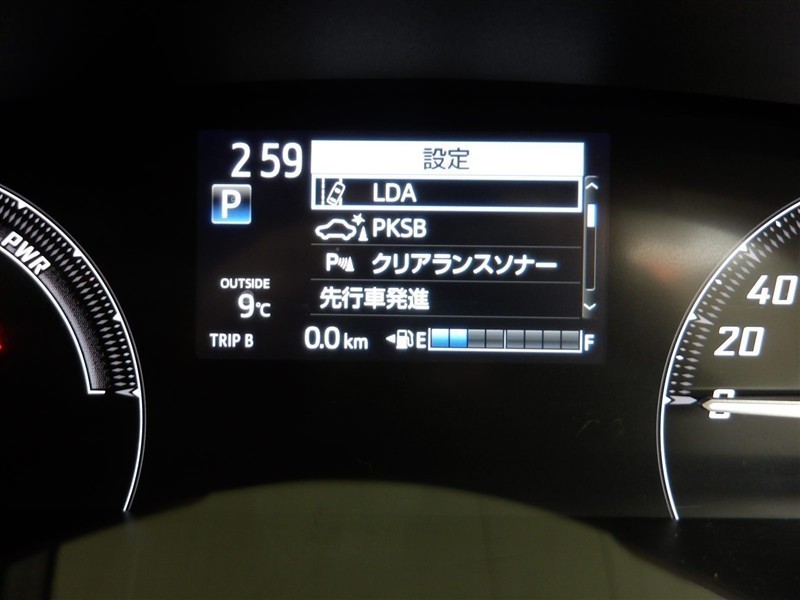 2 59
設定
P
LDA
PKSB
P クリアランスソナー
先行車発進
OUTSIDE
9℃
TRIP B
0.0 km
E
F
PWR
40
20
0